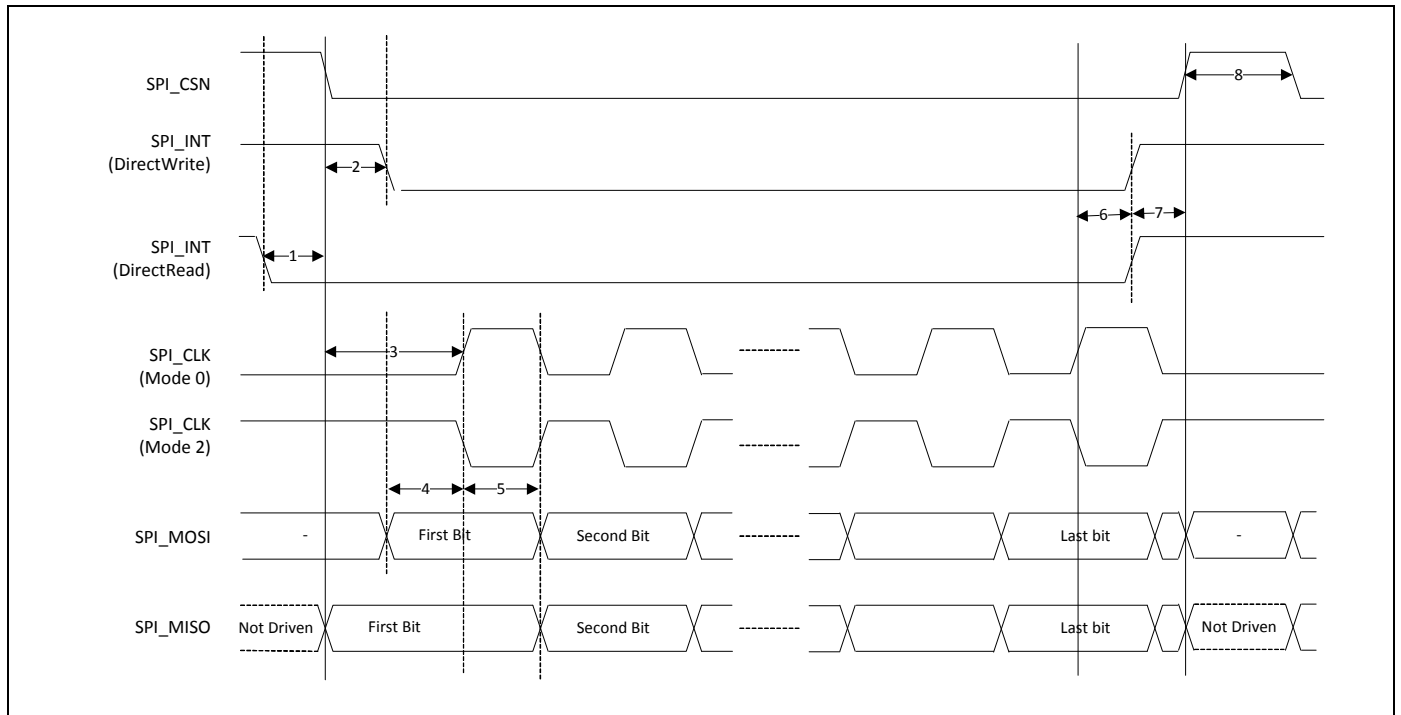 SPI_CSN
8
SPI_INT
(DirectWrite)
2
6
7
SPI_INT
(DirectRead)
1
SPI_CLK
(Mode 0)
3
SPI_CLK
(Mode 2)
4
5
SPI_MOSI
-
First Bit
Second Bit
Last bit
-
SPI_MISO
Not Driven
First Bit
Second Bit
Last bit
Not Driven